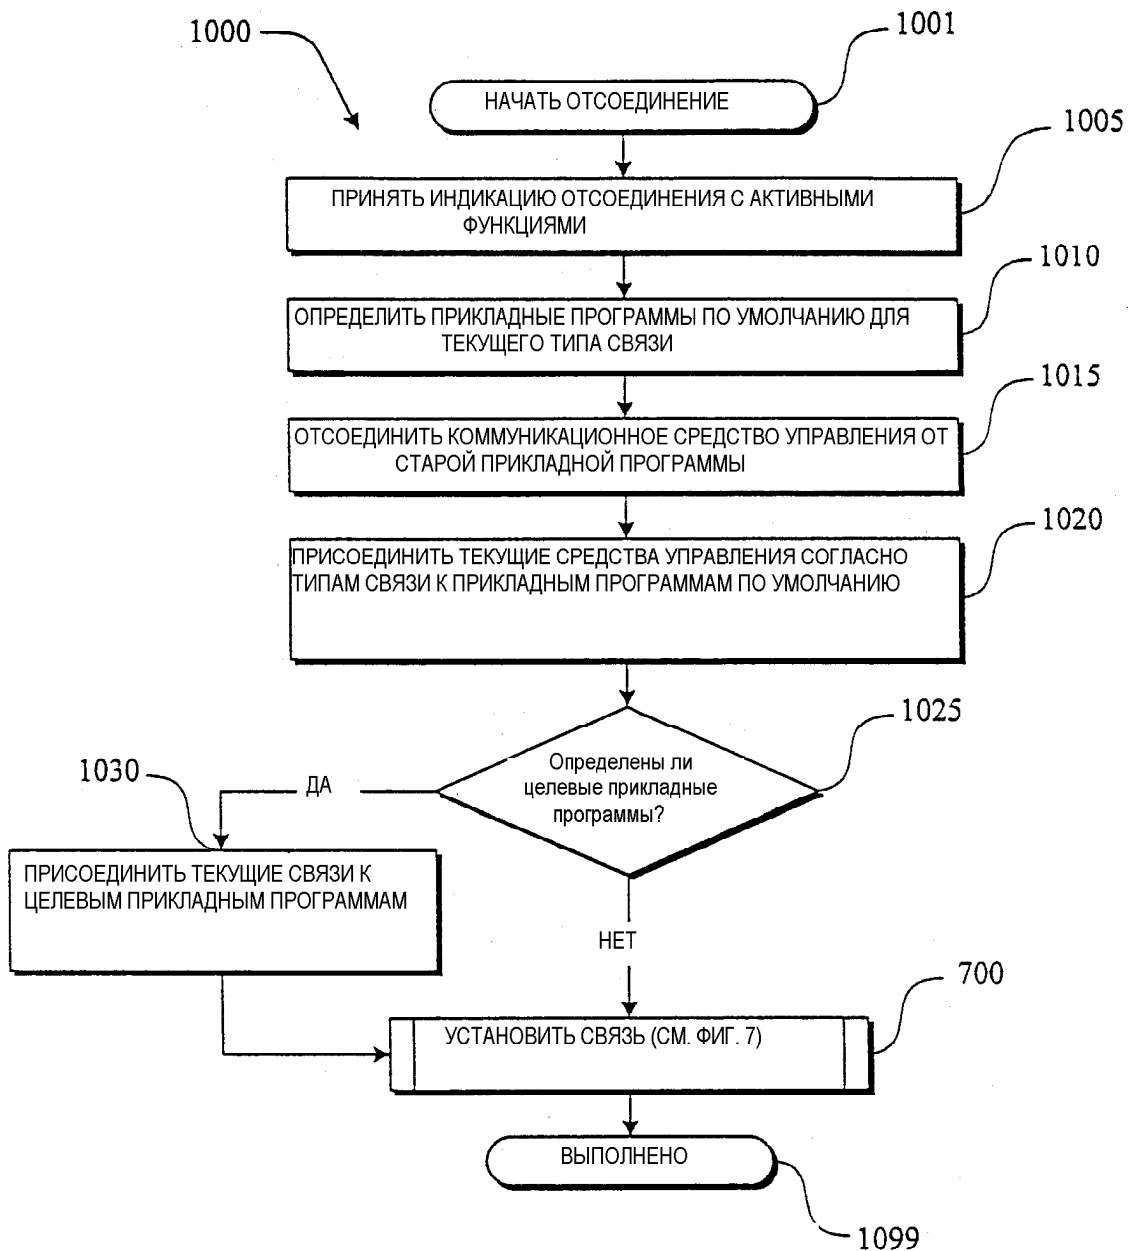 1000
1001
НАЧАТЬ ОТСОЕДИНЕНИЕ
1005
ПРИНЯТЬ ИНДИКАЦИЮ ОТСОЕДИНЕНИЯ С АКТИВНЫМИ
ФУНКЦИЯМИ
1010
ОПРЕДЕЛИТЬ ПРИКЛАДНЫЕ ПРОГРАММЫ ПО УМОЛЧАНИЮ ДЛЯ
ТЕКУЩЕГО ТИПА СВЯЗИ
1015
ОТСОЕДИНИТЬ КОММУНИКАЦИОННОЕ СРЕДСТВО УПРАВЛЕНИЯ ОТ
СТАРОЙ ПРИКЛАДНОЙ ПРОГРАММЫ
1020
ПРИСОЕДИНИТЬ ТЕКУЩИЕ СРЕДСТВА УПРАВЛЕНИЯ СОГЛАСНО
ТИПАМ СВЯЗИ К ПРИКЛАДНЫМ ПРОГРАММАМ ПО УМОЛЧАНИЮ
1025
Определены ли
целевые прикладные
программы?
ДА
1030
ПРИСОЕДИНИТЬ ТЕКУЩИЕ СВЯЗИ К
ЦЕЛЕВЫМ ПРИКЛАДНЫМ ПРОГРАММАМ
НЕТ
700
УСТАНОВИТЬ СВЯЗЬ (СМ. ФИГ. 7)
ВЫПОЛНЕНО
1099